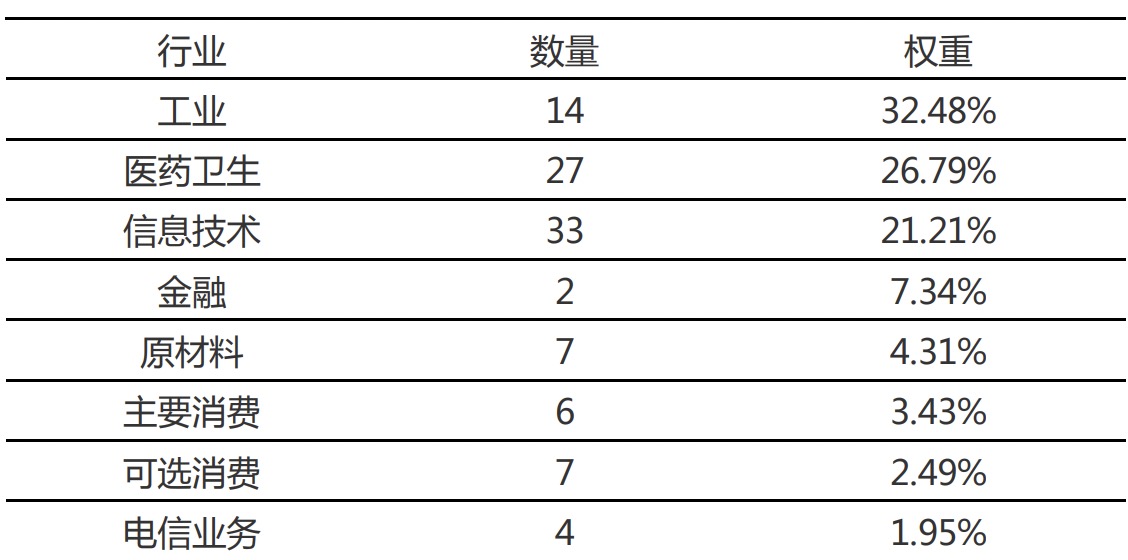 行业 数量 权重
工业 14 32.48%
医药卫生 27 26.79%
信息技术 33 21.21%
金融 2 7.34%
原材料 7 4.31%
主要消费 6 3.43%
可选消费 7 2.49%
电信业务 4 1.95%